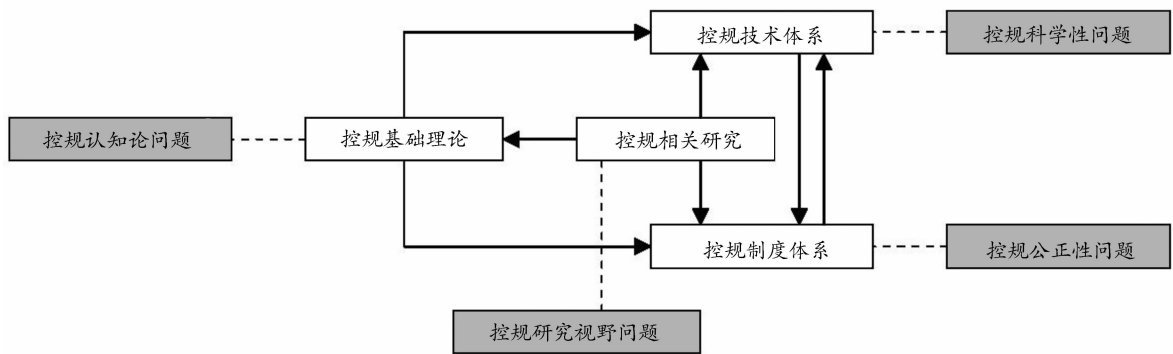 控规技术体系
控规科学性问题
控规认知论问题
控规基础理论
控规相关研究
控规制度体系
控规公正性问题
控规研究视野问题